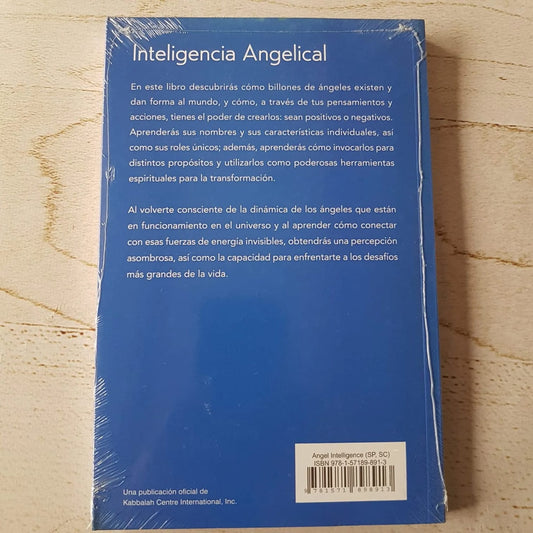 Inteligencia Angelical
En este libro descubrirás cómo billones de ángeles existen y
dan forma al mundo, y cómo, a través de tus pensamientos y
acciones, tienes el poder de crearlos: sean positivos o negativos.
Aprenderás sus nombres y sus características individuales, así
como sus roles únicos; además, aprenderás cómo invocarlos para
distintos propósitos y utilizarlos como poderosas herramientas
espirituales para la transformación.
Al volverte consciente de la dinámica de los ángeles que están
en funcionamiento en el universo y al aprender cómo conectar
con esas fuerzas de energía invisibles, obtendrás una percepción
asombrosa, así como la capacidad para enfrentarte a los desafíos
más grandes de la vida.
Angel Intelligence (SP, SC)
ISBN 978-1-57189-891-3
9 781571 898913
Una publicación oficial de
Kabbalah Centre International, Inc.